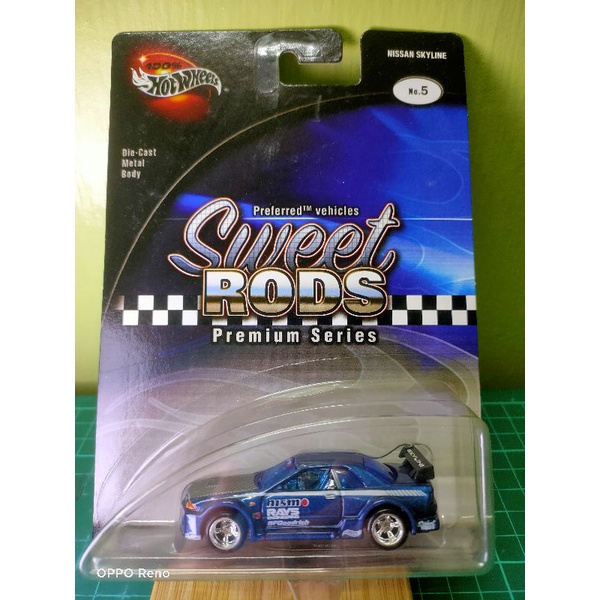 100%
Hot Wheels
NISSAN SKYLINE
No.5
Die-Cast
Metal
Body
Preferred™ vehicles
Sweet
RODS
Premium Series
nismo
RAYS
BFGoodrich
OPPO Reno